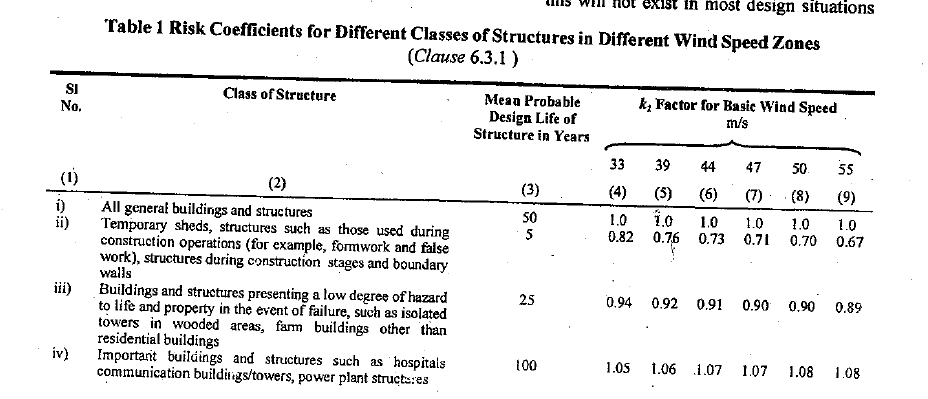 this will not exist in most design situations
Table 1 Risk Coefficients for Different Classes of Structures in Different Wind Speed Zones
(Clause 6.3.1 )
Sl No. Class of Structure Mean Probable Design Life of Structure in Years k₁ Factor for Basic Wind Speed m/s
33 39 44 47 50 55
(1) (2) (3) (4) (5) (6) (7) (8) (9)
i) All general buildings and structures 50 1.0 1.0 1.0 1.0 1.0 1.0
ii) Temporary sheds, structures such as those used during 5 0.82 0.76 0.73 0.71 0.70 0.67
construction operations (for example, formwork and false
work), structures during construction stages and boundary
walls
iii) Buildings and structures presenting a low degree of hazard 25 0.94 0.92 0.91 0.90 0.90 0.89
to life and property in the event of failure, such as isolated
towers in wooded areas, farm buildings other than
residential buildings
iv) Important buildings and structures such as hospitals 100 1.05 1.06 1.07 1.07 1.08 1.08
communication buildings/towers, power plant structures